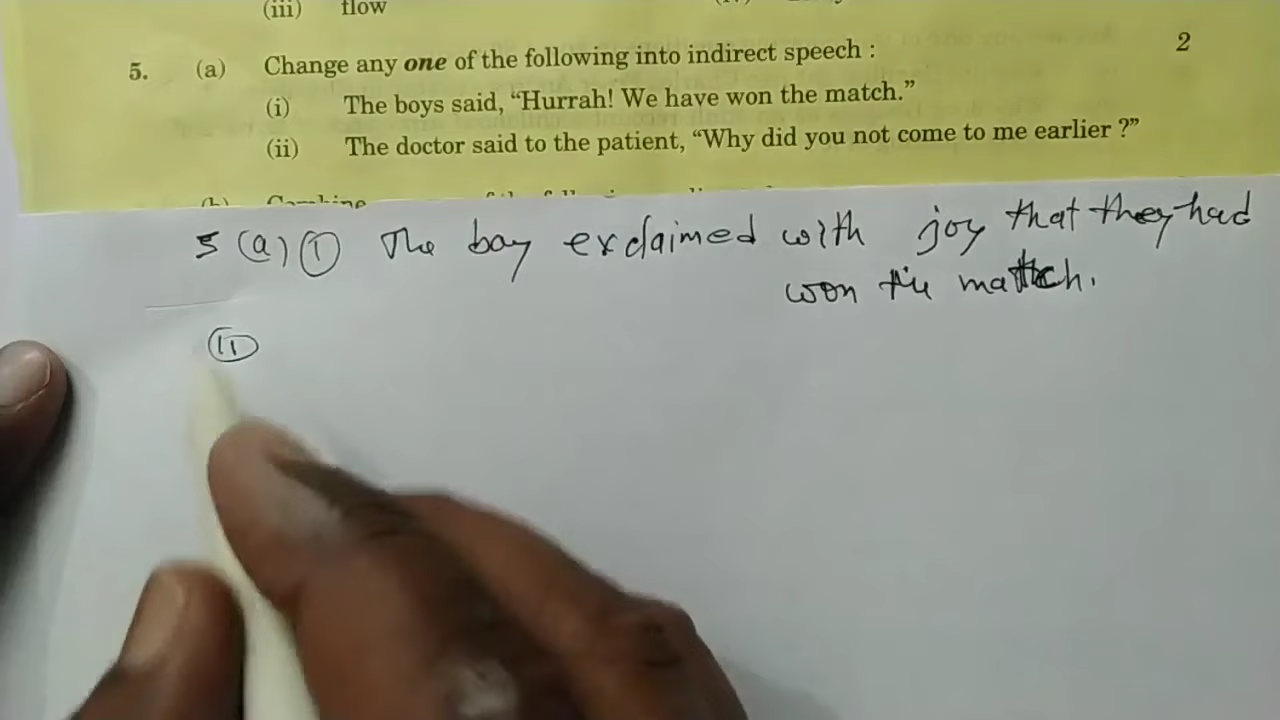 (iii) flow
5. (a) Change any one of the following into indirect speech : 2
(i) The boys said, “Hurrah! We have won the match.”
(ii) The doctor said to the patient, “Why did you not come to me earlier ?”
(b) Combine
5 (a) (i) The boy exclaimed with joy that they had
won the match.
(ii)